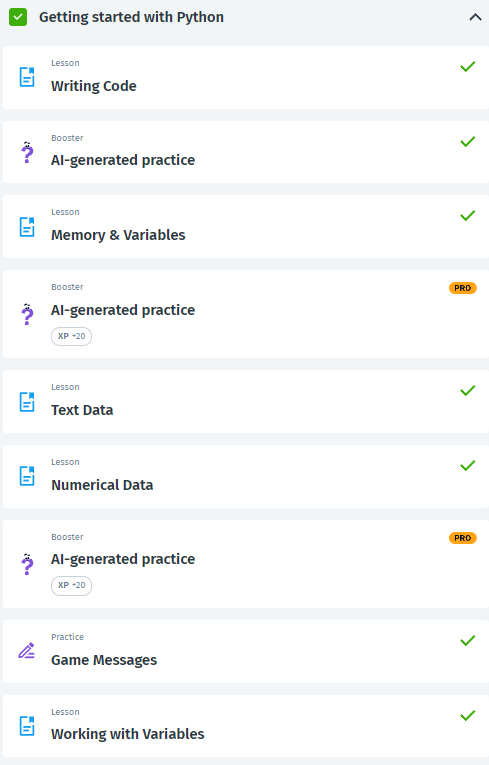 Getting started with Python
Lesson
Writing Code
Booster
AI-generated practice
Lesson
Memory & Variables
Booster
PRO
AI-generated practice
XP +20
Lesson
Text Data
Lesson
Numerical Data
Booster
PRO
AI-generated practice
XP +20
Practice
Game Messages
Lesson
Working with Variables